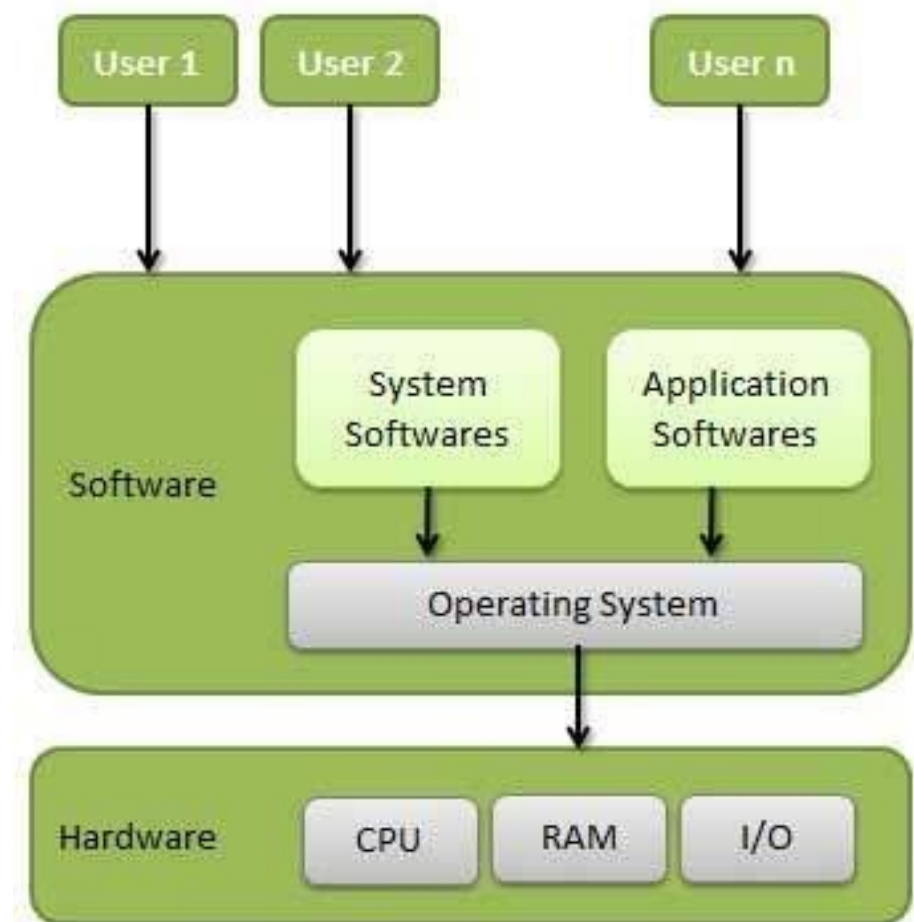 User 1
User 2
User n
System
Softwares
Application
Softwares
Software
Operating System
Hardware
CPU
RAM
I/O